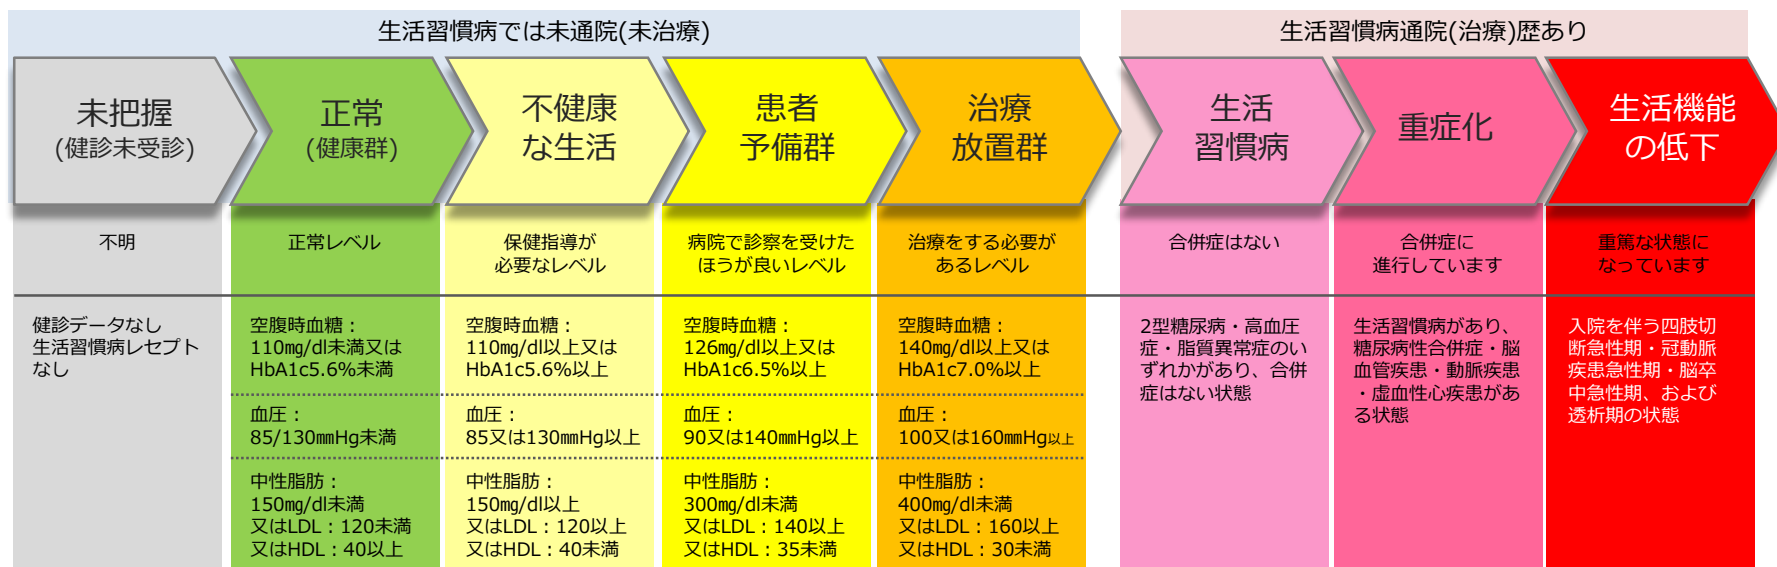 生活習慣病では未通院(未治療)
生活習慣病通院(治療)歴あり
未把握
(健診未受診)
正常
(健康群)
不健康
な生活
患者
予備群
治療
放置群
生活
習慣病
重症化
生活機能
の低下
不明
正常レベル
保健指導が
必要なレベル
病院で診察を受けた
ほうが良いレベル
治療をする必要が
あるレベル
合併症はない
合併症に
進行しています
重篤な状態に
なっています
健診データなし
生活習慣病レセプト
なし
空腹時血糖：
110㎎/dl未満又は
HbA1c5.6%未満
血圧：
85/130㎜Hg未満
中性脂肪：
150㎎/dl未満
又はLDL：120未満
又はHDL：40以上
空腹時血糖：
110㎎/dl以上又は
HbA1c5.6%以上
血圧：
85又は130㎜Hg以上
中性脂肪：
150㎎/dl以上
又はLDL：120以上
又はHDL：40未満
空腹時血糖：
126㎎/dl以上又は
HbA1c6.5%以上
血圧：
90又は140㎜Hg以上
中性脂肪：
300㎎/dl未満
又はLDL：140以上
又はHDL：35未満
空腹時血糖：
140㎎/dl以上又は
HbA1c7.0%以上
血圧：
100又は160㎜Hg以上
中性脂肪：
400㎎/dl未満
又はLDL：160以上
又はHDL：30未満
2型糖尿病・高血圧
症・脂質異常症のい
ずれかがあり、合併
症はない状態
生活習慣病があり、
糖尿病性合併症・脳
血管疾患・動脈疾患
・虚血性心疾患があ
る状態
入院を伴う四肢切
断急性期・冠動脈
疾患急性期・脳卒
中急性期、および
透析期の状態